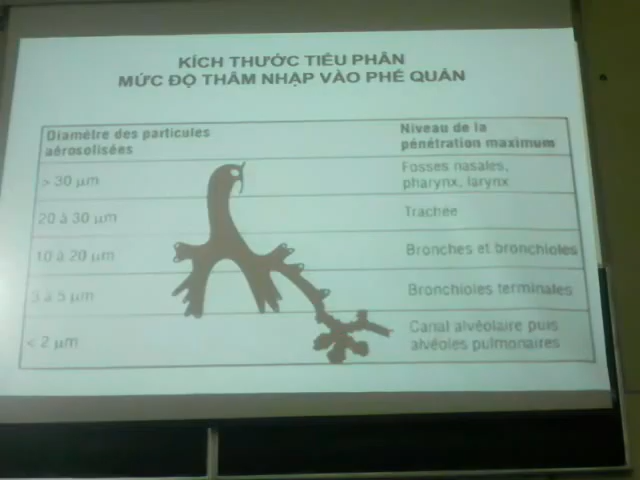 KÍCH THƯỚC TIỂU PHÂN
MỨC ĐỘ THÂM NHẬP VÀO PHẾ QUẢN
Diamètre des particules
aérosolisées
Niveau de la
pénétration maximum
> 30 µm
Fosses nasales,
pharynx, larynx
20 à 30 µm
Trachée
10 à 20 µm
Bronches et bronchioles
à 5 µm
Bronchioles terminales
< 2 µm
Canal alvéolaire puis
alvéoles pulmonaires